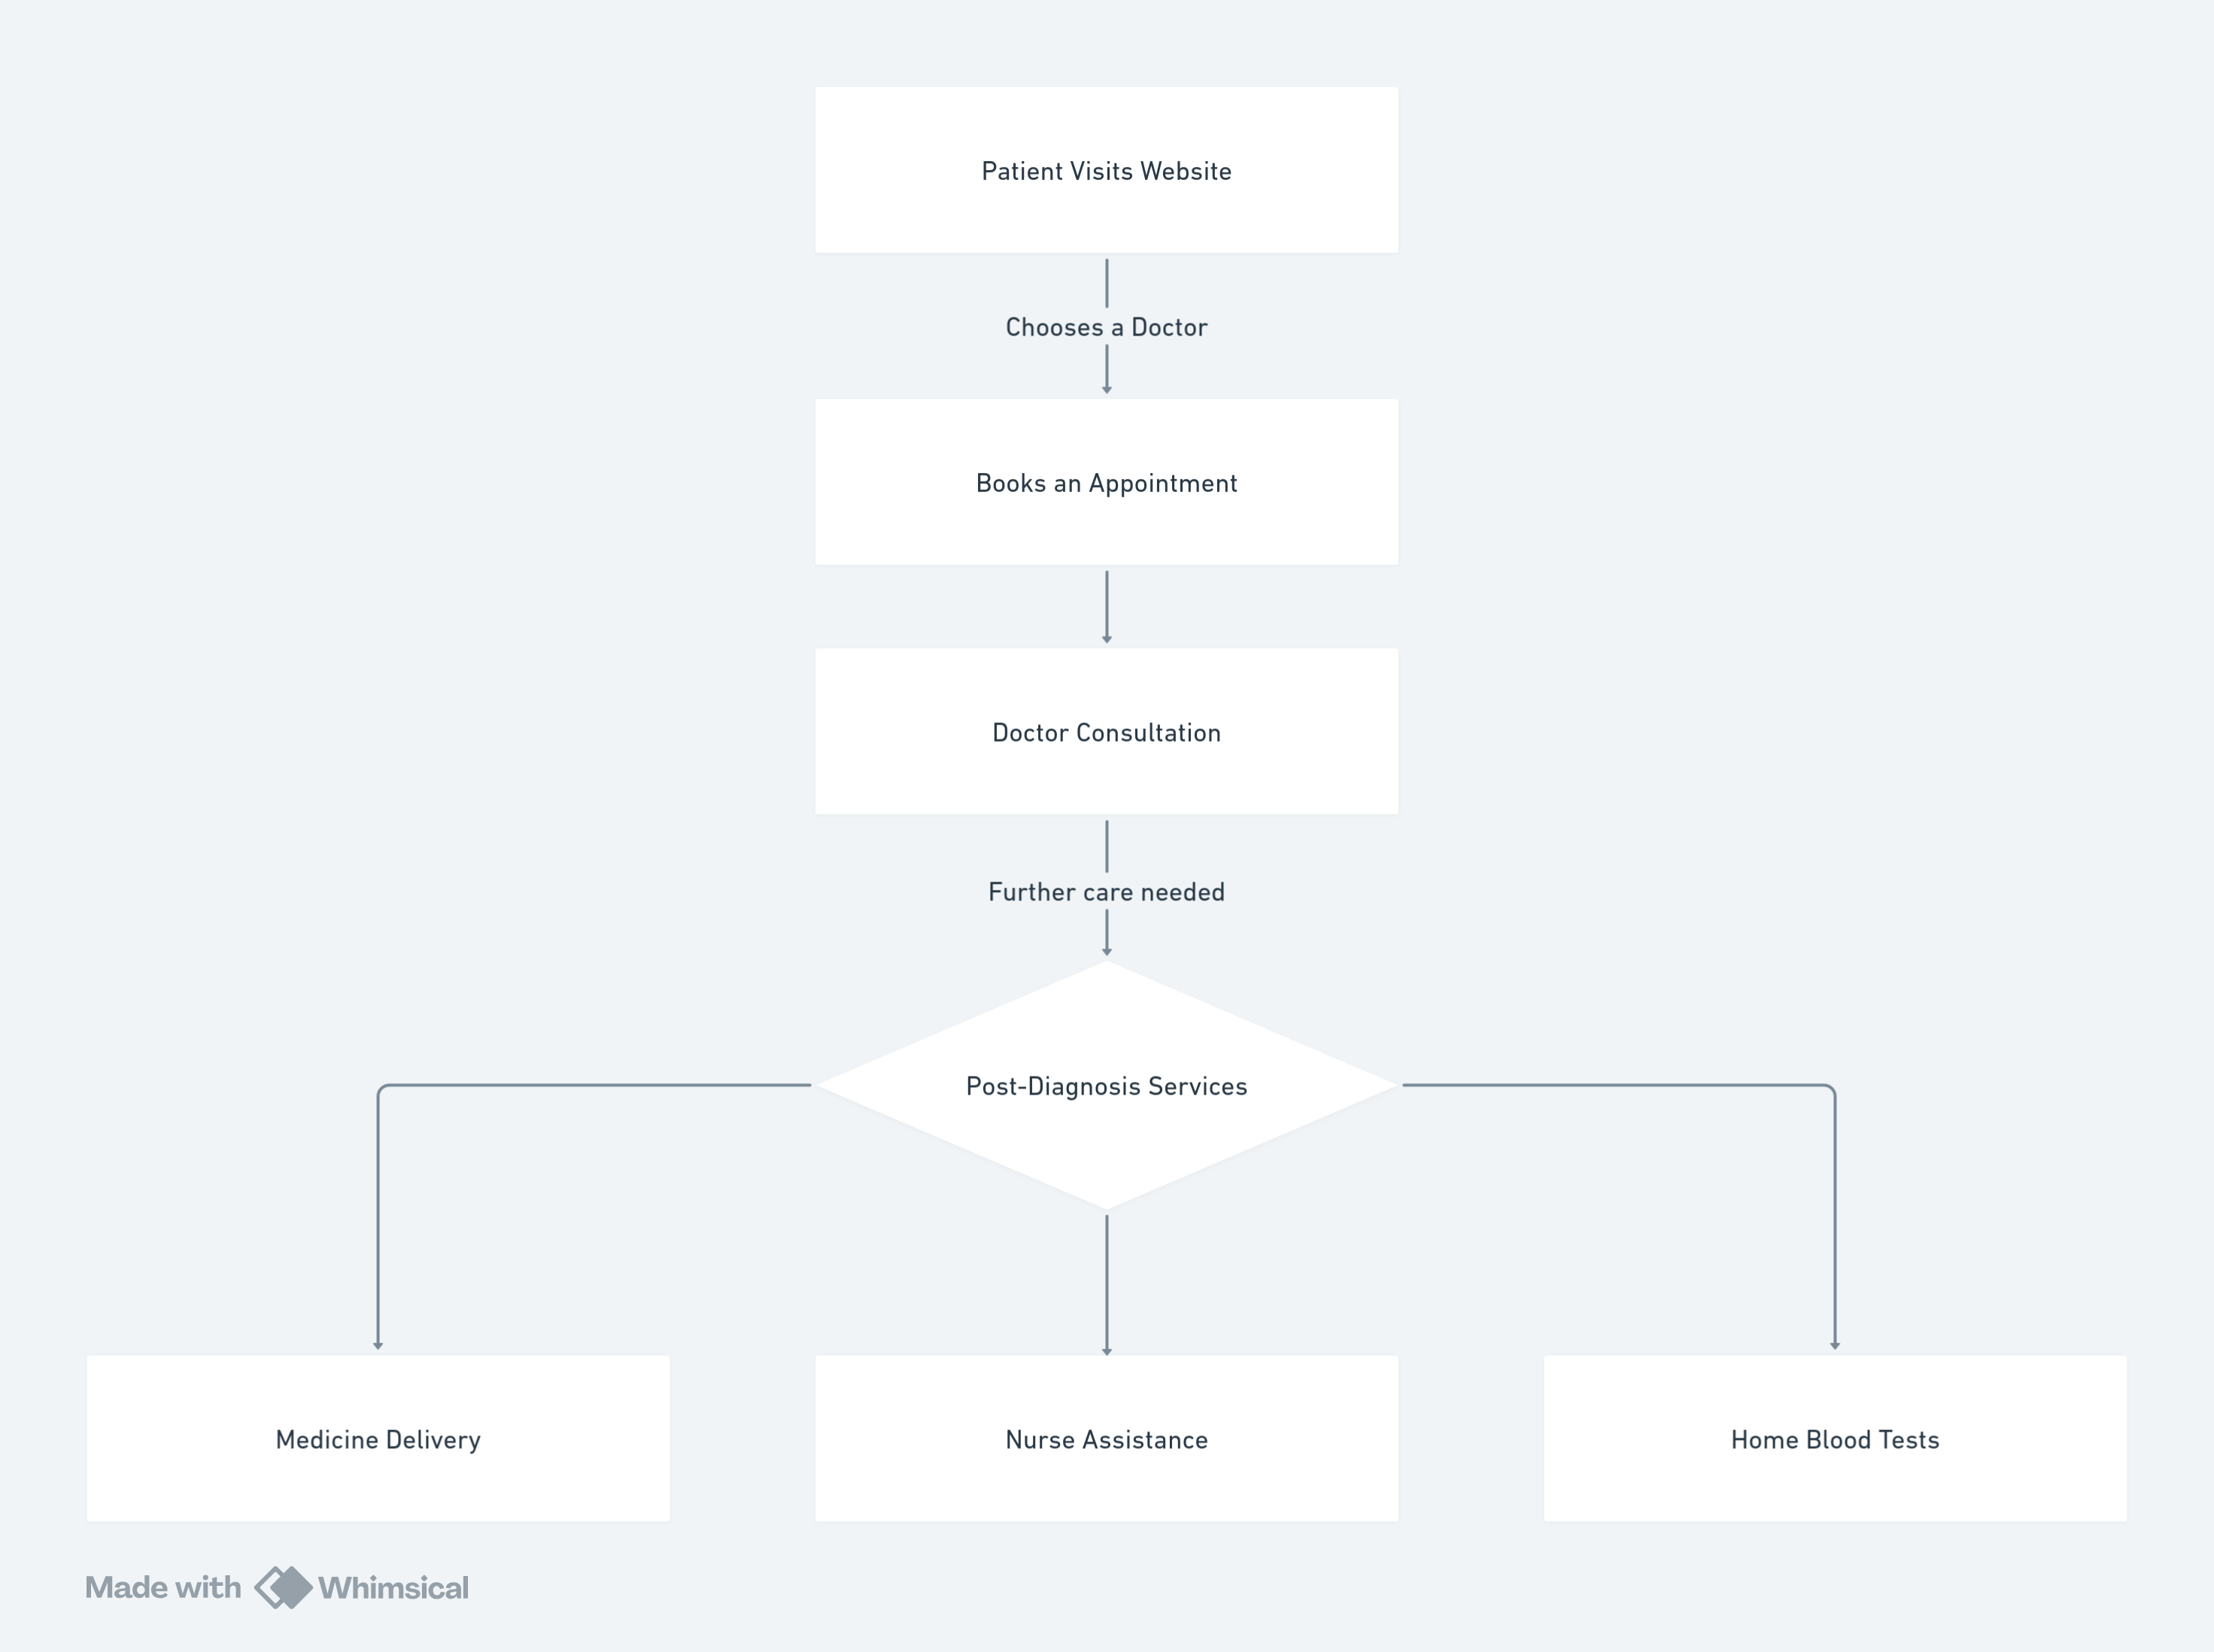 Patient Visits Website
Chooses a Doctor
Books an Appointment
Doctor Consultation
Further care needed
Post-Diagnosis Services
Medicine Delivery
Nurse Assistance
Home Blood Tests
Made with Whimsical